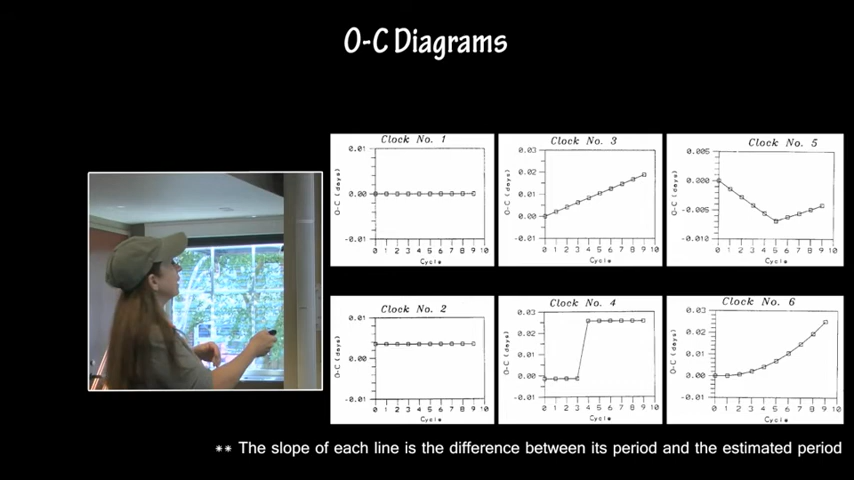 O-C Diagrams
Clock No. 1
0.01
0.00
-0.01
O-C (days)
0 1 2 3 4 5 6 7 8 9 10
Cycle
Clock No. 3
0.03
0.02
0.01
0.00
-0.01
O-C (days)
0 1 2 3 4 5 6 7 8 9 10
Cycle
Clock No. 5
0.005
0.000
-0.005
-0.010
O-C (days)
0 1 2 3 4 5 6 7 8 9 10
Cycle
Clock No. 2
0.01
0.00
-0.01
O-C (days)
0 1 2 3 4 5 6 7 8 9 10
Cycle
Clock No. 4
0.03
0.02
0.01
0.00
-0.01
O-C (days)
0 1 2 3 4 5 6 7 8 9 10
Cycle
Clock No. 6
0.03
0.02
0.01
0.00
-0.01
O-C (days)
0 1 2 3 4 5 6 7 8 9 10
Cycle
** The slope of each line is the difference between its period and the estimated period